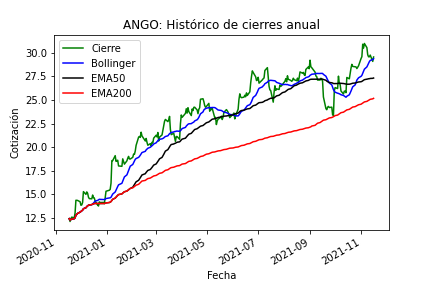 ANGO: Histórico de cierres anual
Cierre
Bollinger
EMA50
EMA200
Cotización
30.0
27.5
25.0
22.5
20.0
17.5
15.0
12.5
2020-11
2021-01
2021-03
2021-05
2021-07
2021-09
2021-11
Fecha